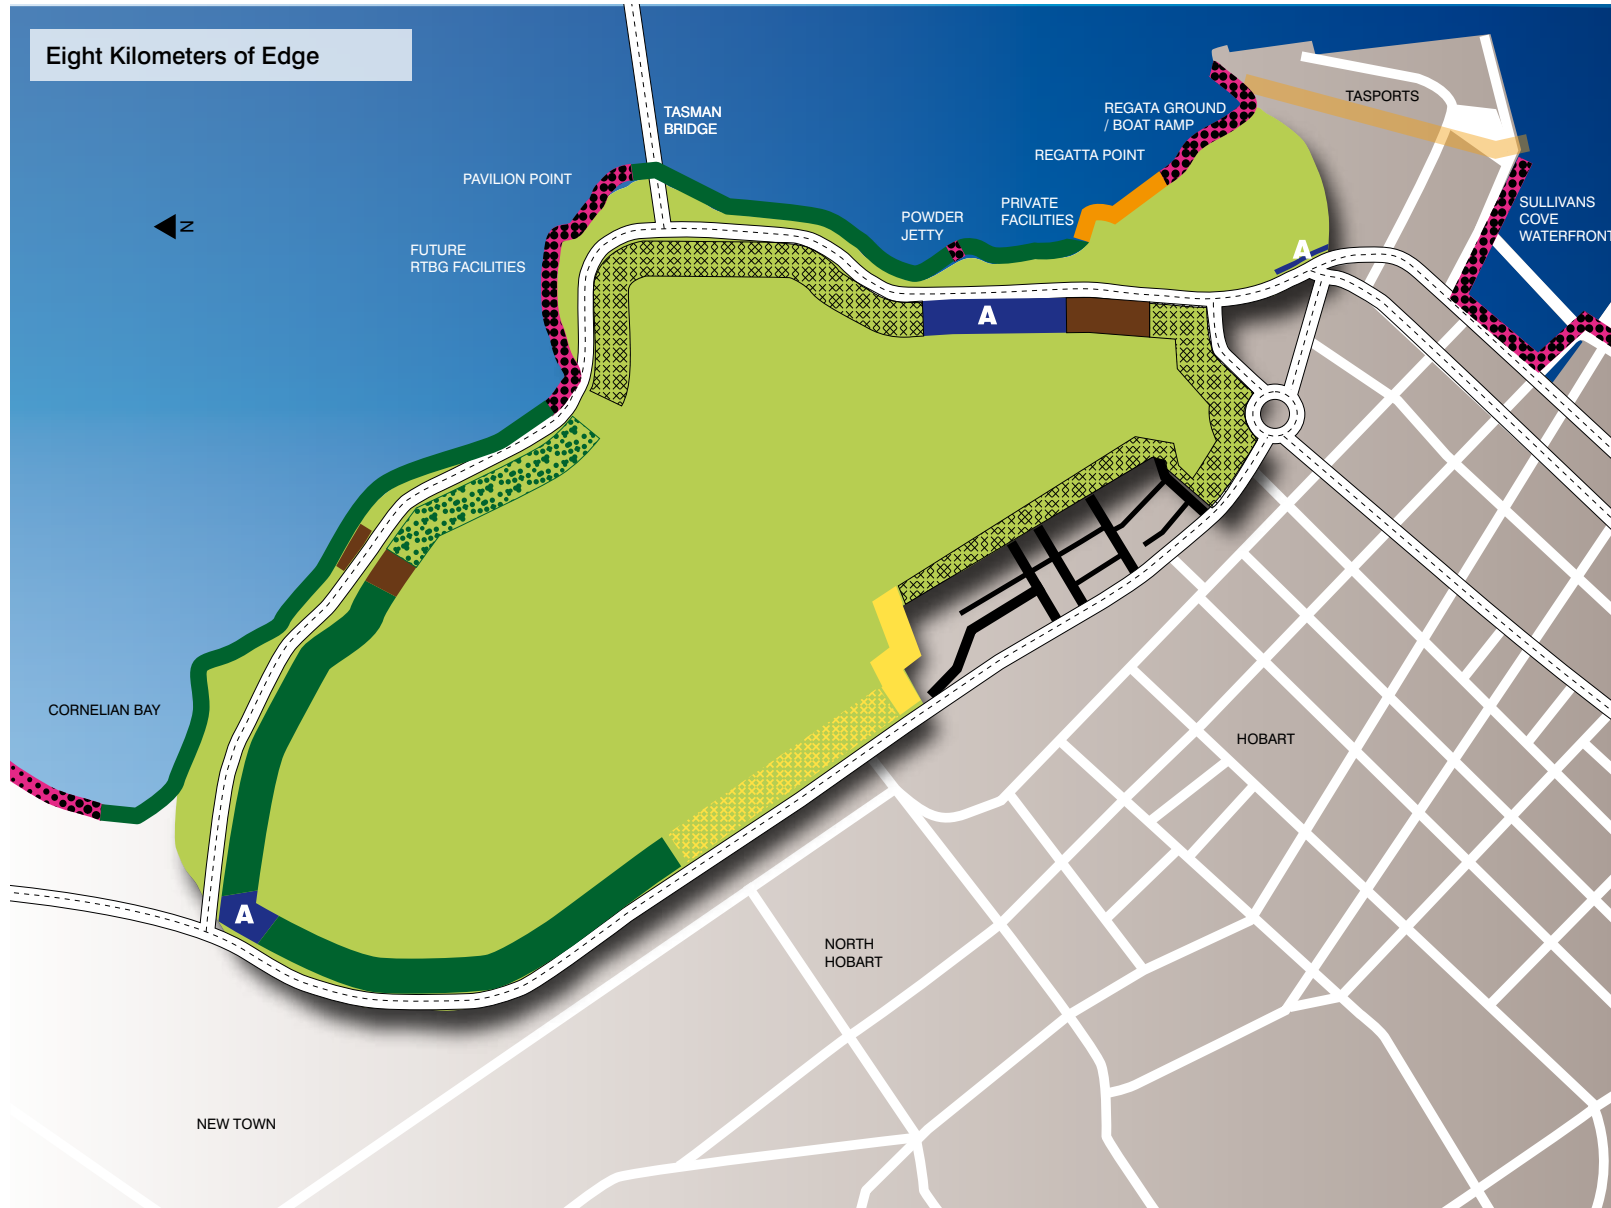 Eight Kilometers of Edge
TASMAN
BRIDGE
TASPORTS
REGATA GROUND
/ BOAT RAMP
REGATTA POINT
PAVILION POINT
PRIVATE
FACILITIES
POWDER
JETTY
SULLIVANS
COVE
WATERFRONT
N
FUTURE
RTBG FACILITIES
A
A
CORNELIAN BAY
HOBART
A
NORTH
HOBART
NEW TOWN